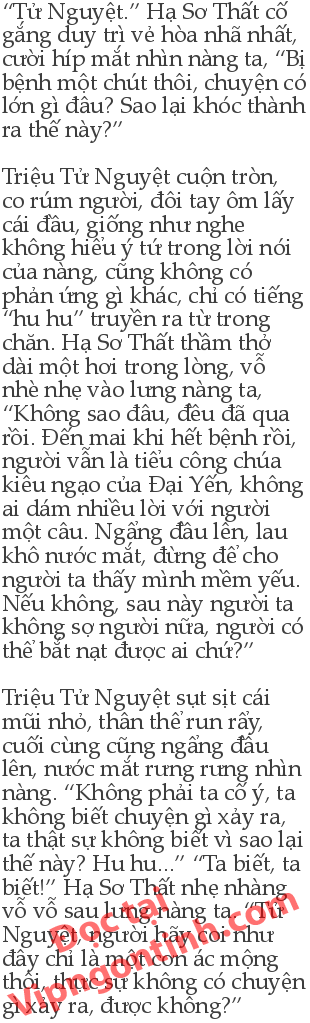 “Tử Nguyệt.” Hạ Sơ Thất cố
gắng duy trì vẻ hòa nhã nhất,
cười híp mắt nhìn nàng ta, “Bị
bệnh một chút thôi, chuyện có
lớn gì đâu? Sao lại khóc thành
ra thế này?”

Triệu Tử Nguyệt cuộn tròn,
co rúm người, đôi tay ôm lấy
cái đầu, giống như nghe
không hiểu ý tứ trong lời nói
của nàng, cũng không có
phản ứng gì khác, chỉ có tiếng
“hu hu” truyền ra từ trong
chăn. Hạ Sơ Thất thầm thở
dài một hơi trong lòng, vỗ
nhè nhẹ vào lưng nàng ta,
“Không sao đâu, đều đã qua
rồi. Đến mai khi hết bệnh rồi,
người vẫn là tiểu công chúa
kiêu ngạo của Đại Yến, không
ai dám nhiều lời với người
một câu. Ngẩng đầu lên, lau
khô nước mắt, đừng để cho
người ta thấy mình mềm yếu.
Nếu không, sau này người ta
không sợ người nữa, người có
thể bắt nạt được ai chứ?”

Triệu Tử Nguyệt sụt sịt cái
mũi nhỏ, thân thể run rẩy,
cuối cùng cũng ngẩng đầu
lên, nước mắt rưng rưng nhìn
nàng. “Không phải ta cố ý, ta
không biết chuyện gì xảy ra,
ta thật sự không biết vì sao lại
thế này? Hu hu...” “Ta biết, ta
biết!” Hạ Sơ Thất nhẹ nhàng
vỗ vỗ sau lưng nàng ta, “Tử
Nguyệt, người hãy coi như
đây chỉ là một cơn ác mộng
thôi, thực sự không có chuyện
gì xảy ra, được không?”
Đọc tại
Vipngontinh.com